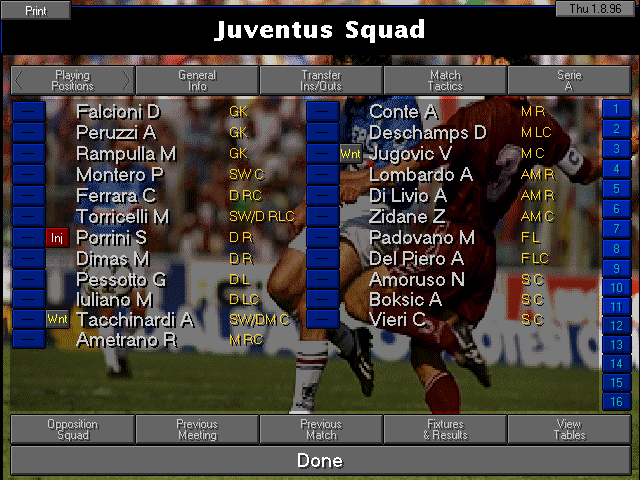 Print
Thu 1.8.96
Juventus Squad
Playing Positions
General Info
Transfer Ins/Outs
Match Tactics
Serie A
Falcioni D GK
Peruzzi A GK
Rampulla M GK
Montero P SW C
Ferrara C D RC
Torricelli M SW/D RLC
Inj Porrini S D R
Dimas M D R
Pessotto G D L
Iuliano M D LC
Wnt Tacchinardi A SW/DM C
Ametrano R M RC
Conte A M R
Deschamps D M LC
Wnt Jugovic V M C
Lombardo A AM R
Di Livio A AM R
Zidane Z AM C
Padovano M F L
Del Piero A F LC
Amoruso N S C
Boksic A S C
Vieri C S C
1
2
3
4
5
6
7
8
9
10
11
12
13
14
15
16
Opposition Squad
Previous Meeting
Previous Match
Fixtures & Results
View Tables
Done